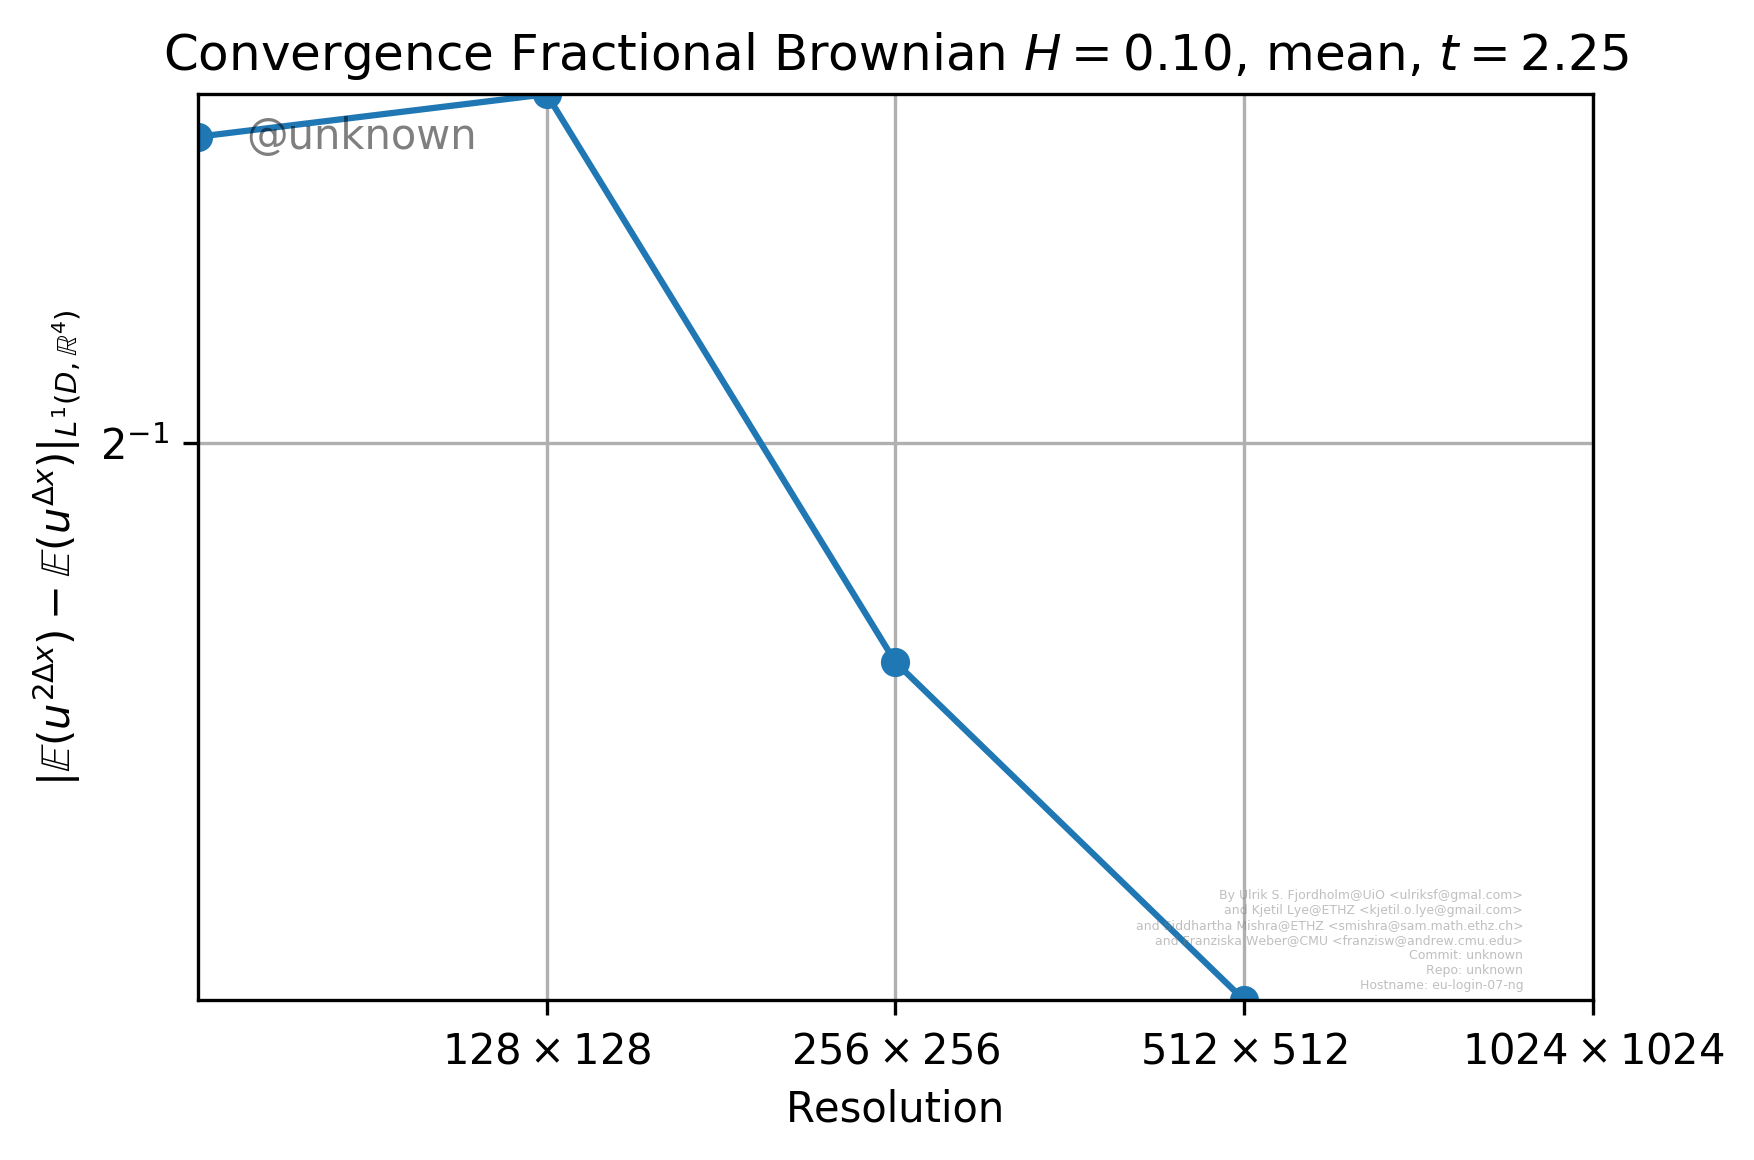 Convergence Fractional Brownian H = 0.10, mean, t = 2.25
@unknown
|𝔼(u^{2Δx}) − 𝔼(u^{Δx})|_{L^1(D, ℝ^4)}
2^{−1}
By Ulrik S. Fjordholm@UiO <ulriksf@gmal.com>
and Kjetil Lye@ETHZ <kjetil.o.lye@gmail.com>
and Siddhartha Mishra@ETHZ <smishra@sam.math.ethz.ch>
and Franziska Weber@CMU <franzisw@andrew.cmu.edu>
Commit: unknown
Repo: unknown
Hostname: eu-login-07-ng
128 × 128 256 × 256 512 × 512 1024 × 1024
Resolution